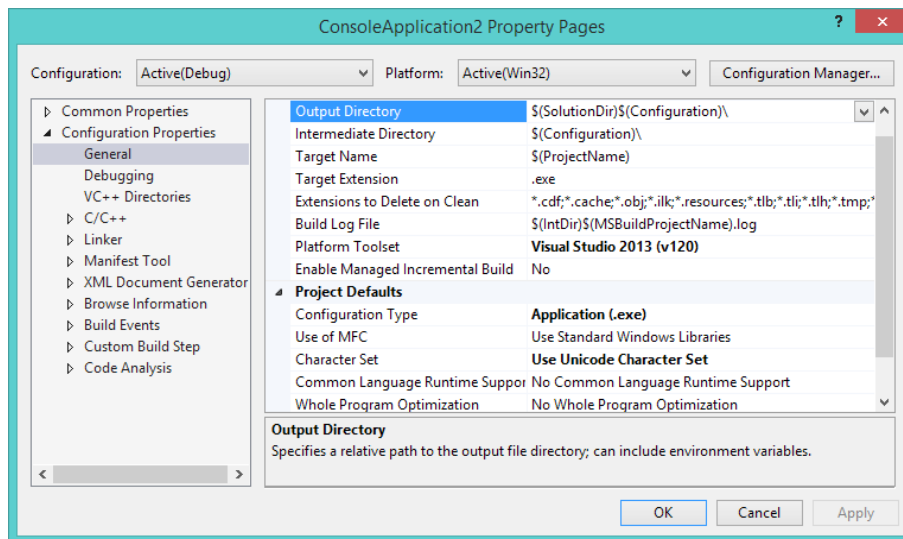 ConsoleApplication2 Property Pages
?
Configuration: Active(Debug) Platform: Active(Win32) Configuration Manager...
Common Properties
Configuration Properties
General
Debugging
VC++ Directories
C/C++
Linker
Manifest Tool
XML Document Generator
Browse Information
Build Events
Custom Build Step
Code Analysis
Output Directory $(SolutionDir)$(Configuration)\
Intermediate Directory $(Configuration)\
Target Name $(ProjectName)
Target Extension .exe
Extensions to Delete on Clean *.cdf;*.cache;*.obj;*.ilk;*.resources;*.tlb;*.tli;*.tlh;*.tmp;*
Build Log File $(IntDir)$(MSBuildProjectName).log
Platform Toolset Visual Studio 2013 (v120)
Enable Managed Incremental Build No
Project Defaults
Configuration Type Application (.exe)
Use of MFC Use Standard Windows Libraries
Character Set Use Unicode Character Set
Common Language Runtime Suppor No Common Language Runtime Support
Whole Program Optimization No Whole Program Optimization
Output Directory
Specifies a relative path to the output file directory; can include environment variables.
OK Cancel Apply